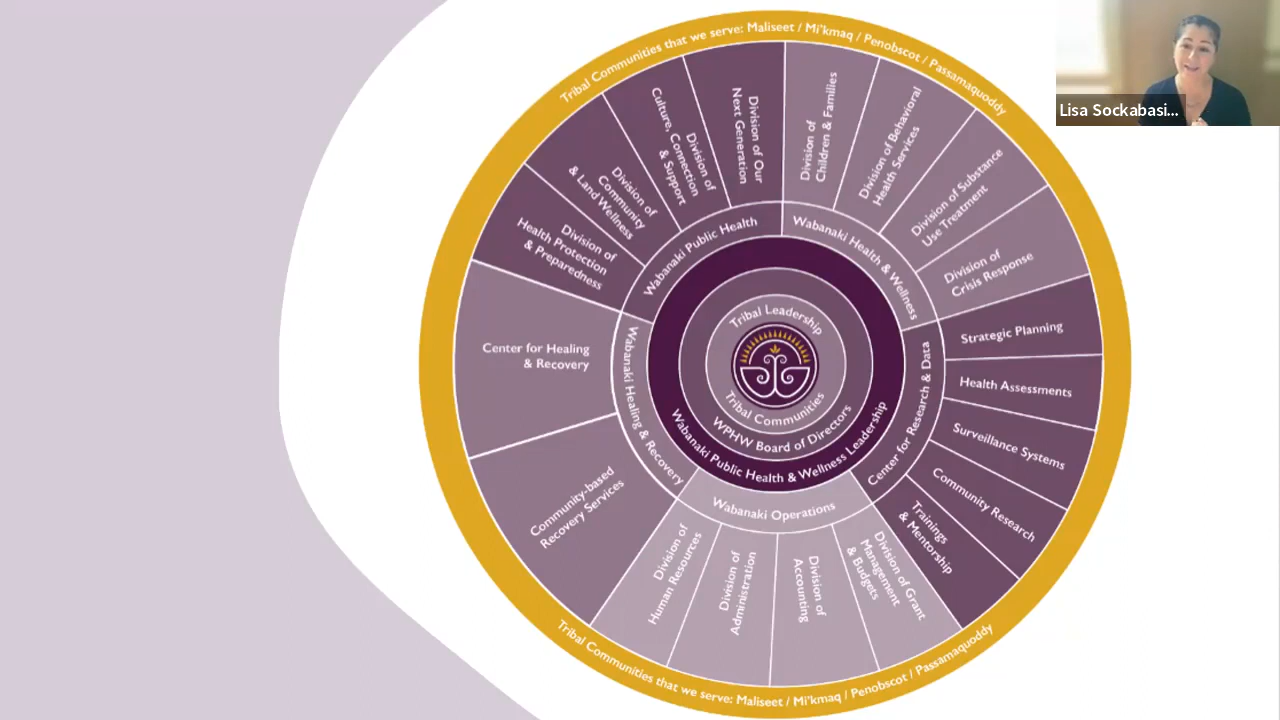 Tribal Communities that we serve: Maliseet / Mi'kmaq / Penobscot / Passamaquoddy
Lisa Sockabasi...
Division of
Children & Families
Division of Behavioral
Health Services
Division of Substance
Use Treatment
Division of
Crisis Response
Wabanaki Health & Wellness
Strategic Planning
Health Assessments
Surveillance Systems
Community Research
Trainings
& Mentorship
Center for Research & Data
Division of Grant
Management
& Budgets
Division of
Accounting
Division of
Administration
Division of
Human Resources
Wabanaki Operations
Community-based
Recovery Services
Center for Healing
& Recovery
Wabanaki Healing & Recovery
Division of
Health Protection
& Preparedness
Division of
Community
& Land Wellness
Division of
Culture, Connection
& Support
Division of Our
Next Generation
Wabanaki Public Health
Tribal Leadership
Tribal Communities
WPHW Board of Directors
Wabanaki Public Health & Wellness Leadership
Tribal Communities that we serve: Maliseet / Mi'kmaq / Penobscot / Passamaquoddy